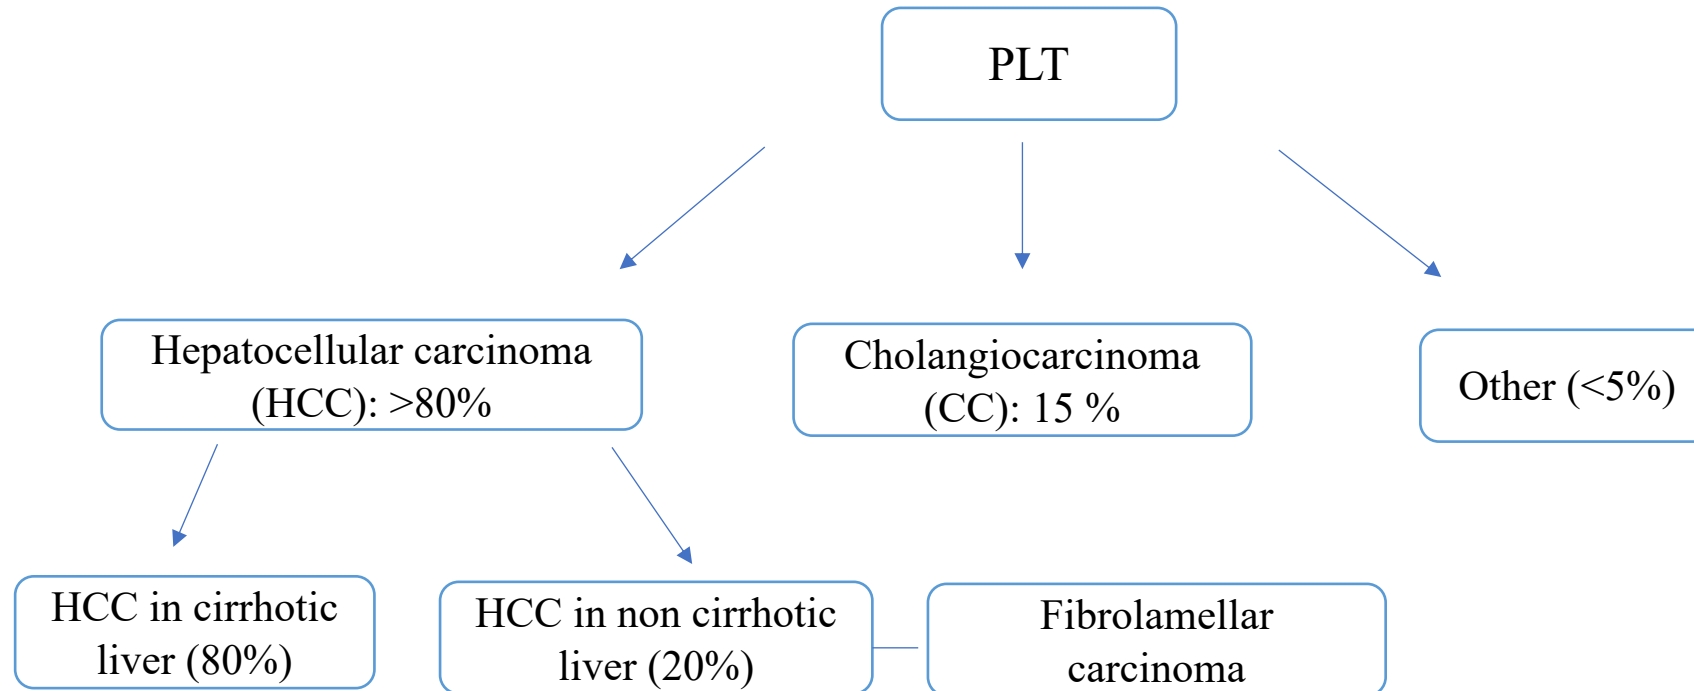 PLT
Hepatocellular carcinoma
(HCC): >80%
Cholangiocarcinoma
(CC): 15 %
Other (<5%)
HCC in cirrhotic
liver (80%)
HCC in non cirrhotic
liver (20%)
Fibrolamellar
carcinoma